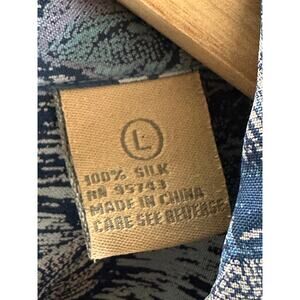 L
100% SILK
RN 95743
MADE IN CHINA
CARE SEE REVERSE